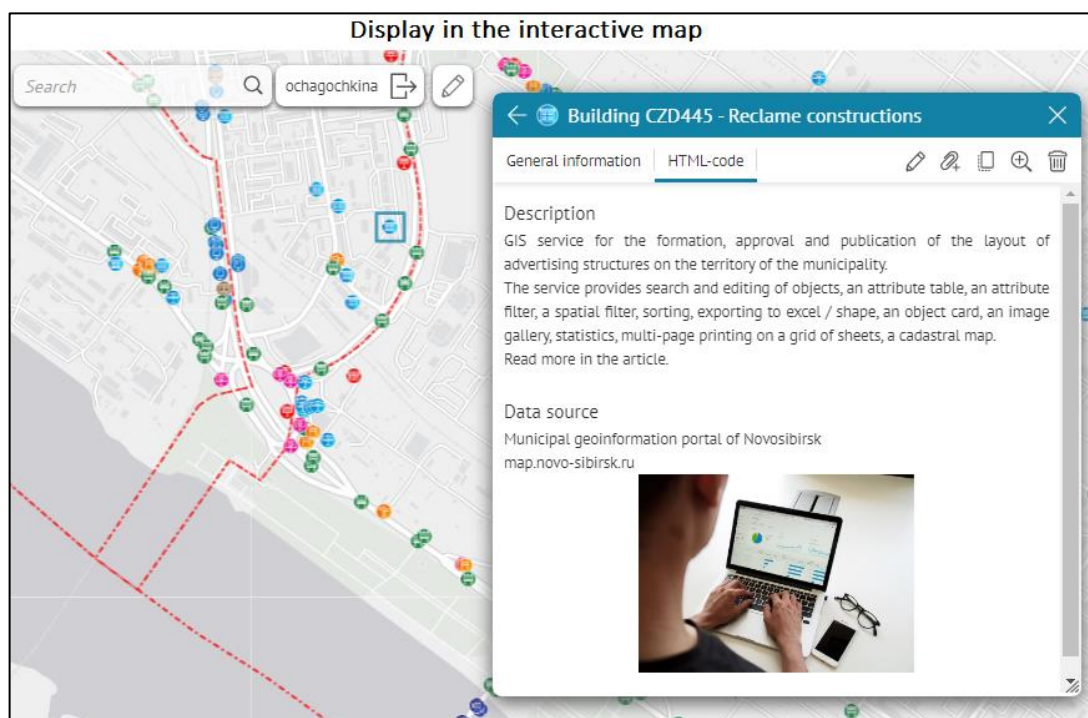 Display in the interactive map
Search
ochagochkina
Building CZD445 - Reclame constructions
General information
HTML-code
Description
GIS service for the formation, approval and publication of the layout of
advertising structures on the territory of the municipality.
The service provides search and editing of objects, an attribute table, an attribute
filter, a spatial filter, sorting, exporting to excel / shape, an object card, an image
gallery, statistics, multi-page printing on a grid of sheets, a cadastral map.
Read more in the article.
Data source
Municipal geoinformation portal of Novosibirsk
map.novo-sibirsk.ru